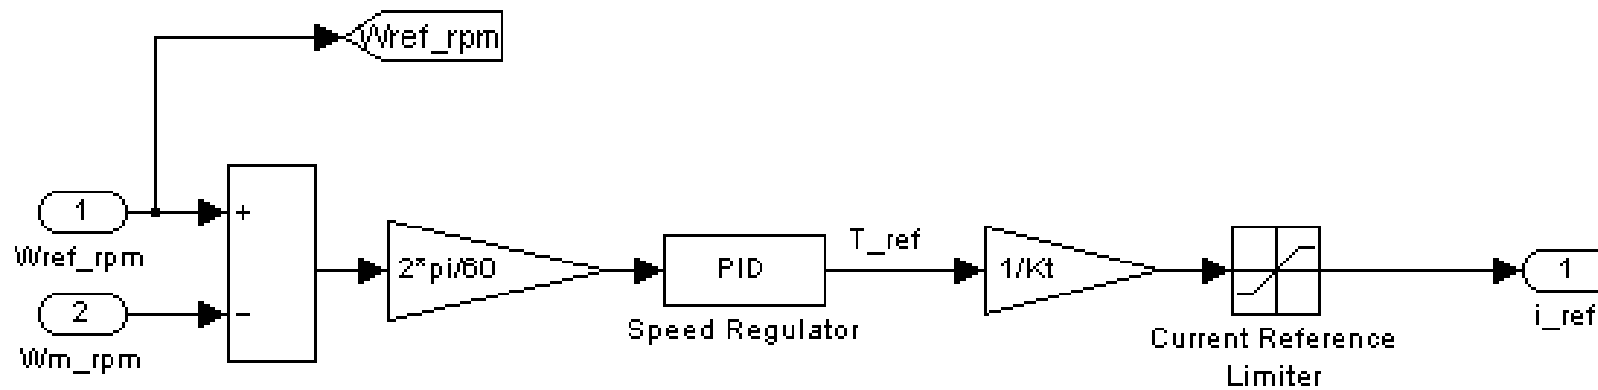 Wref_rpm
1
+
Wref_rpm
2*pi/60
PID
T_ref
1/Kt
1
2
−
Wm_rpm
Speed Regulator
Current Reference
Limiter
i_ref